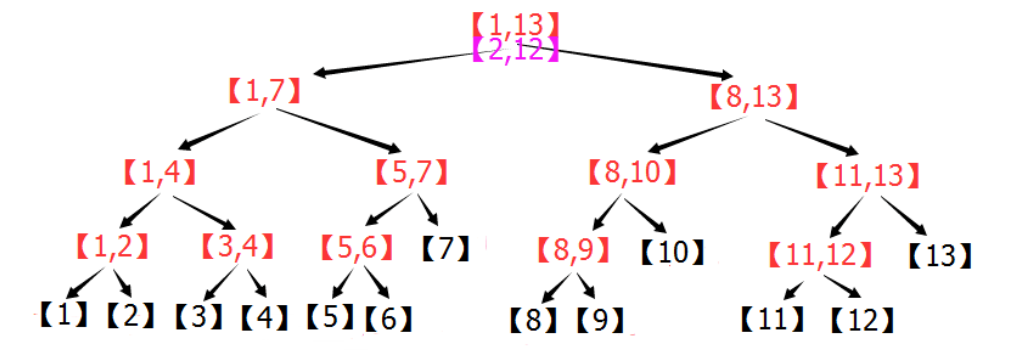 【1,13】
【2,12】
【1,7】 【8,13】
【1,4】 【5,7】 【8,10】 【11,13】
【1,2】 【3,4】 【5,6】 【7】 【8,9】 【10】 【11,12】 【13】
【1】 【2】 【3】 【4】 【5】 【6】 【8】 【9】 【11】 【12】